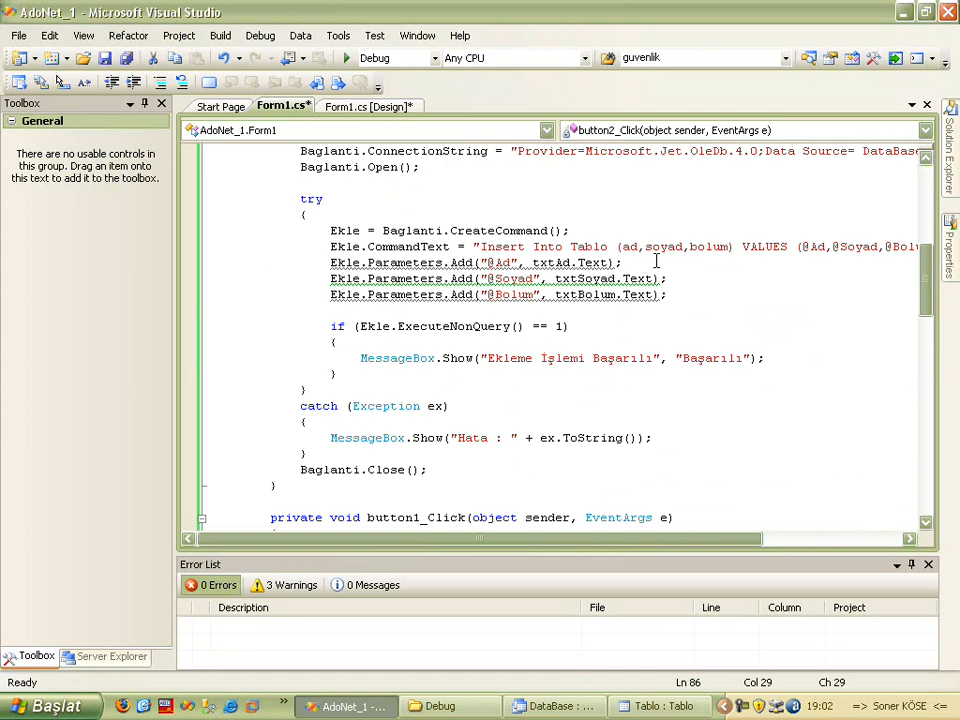 AdoNet_1 - Microsoft Visual Studio
File Edit View Refactor Project Build Debug Data Tools Test Window Help
Debug Any CPU guvenlik
Toolbox
General
There are no usable controls in
this group. Drag an item onto
this text to add it to the toolbox.
Start Page Form1.cs* Form1.cs [Design]*
AdoNet_1.Form1 button2_Click(object sender, EventArgs e)
Baglanti.ConnectionString = "Provider=Microsoft.Jet.OleDb.4.0;Data Source= DataBase
Baglanti.Open();
try
{
Ekle = Baglanti.CreateCommand();
Ekle.CommandText = "Insert Into Tablo (ad,soyad,bolum) VALUES (@Ad,@Soyad,@Bolu
Ekle.Parameters.Add("@Ad", txtAd.Text);
Ekle.Parameters.Add("@Soyad", txtSoyad.Text);
Ekle.Parameters.Add("@Bolum", txtBolum.Text);
if (Ekle.ExecuteNonQuery() == 1)
{
MessageBox.Show("Ekleme İşlemi Başarılı", "Başarılı");
}
}
catch (Exception ex)
{
MessageBox.Show("Hata : " + ex.ToString());
}
Baglanti.Close();
}
private void button1_Click(object sender, EventArgs e)
Solution Explorer
Properties
Error List
0 Errors 3 Warnings 0 Messages
Description File Line Column Project
Toolbox Server Explorer
Ready Ln 86 Col 29 Ch 29
Başlat AdoNet_1 -... Debug DataBase : ... Tablo : Tablo 19:02 => Soner KÖSE <=